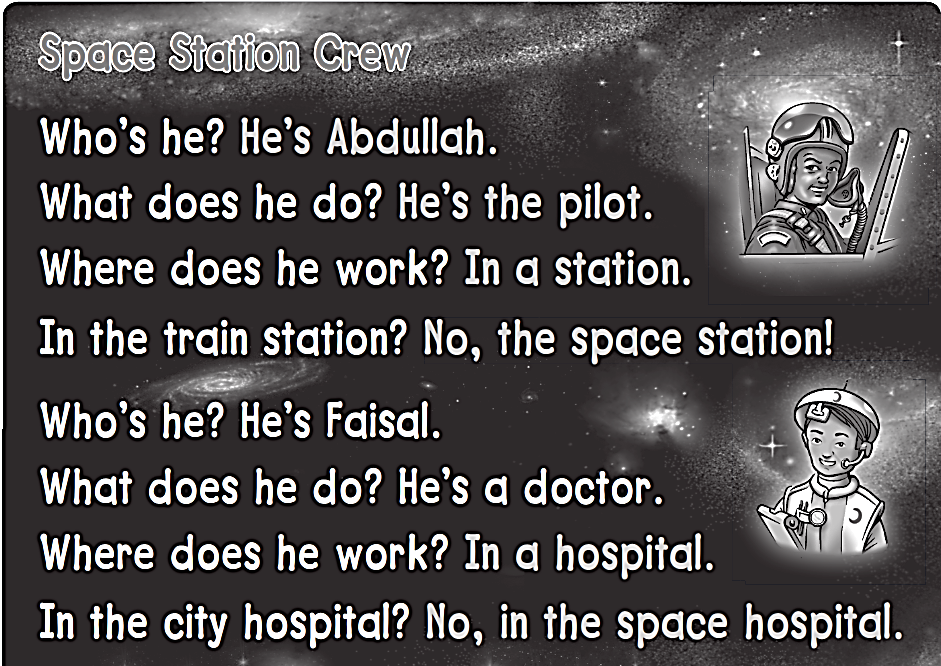 Space Station Crew
Who's he? He's Abdullah.
What does he do? He's the pilot.
Where does he work? In a station.
In the train station? No, the space station!
Who's he? He's Faisal.
What does he do? He's a doctor.
Where does he work? In a hospital.
In the city hospital? No, in the space hospital.